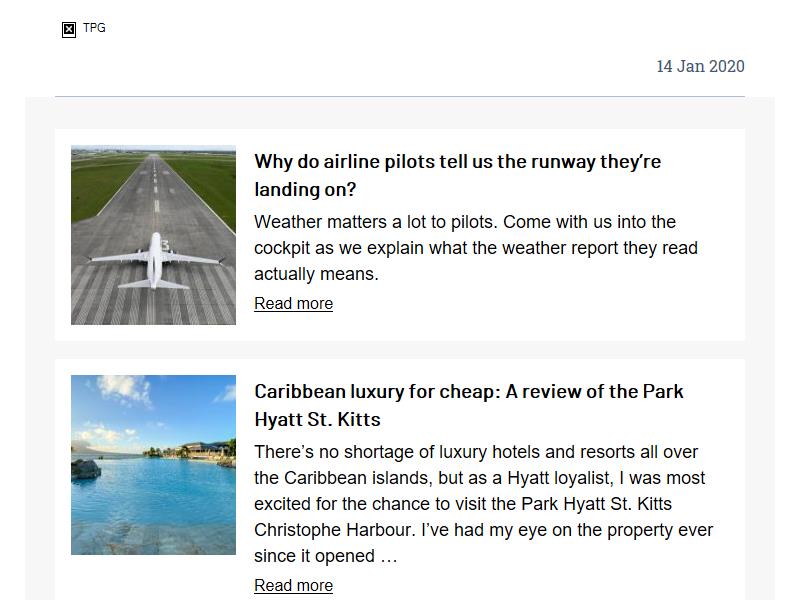 TPG
14 Jan 2020
Why do airline pilots tell us the runway they’re
landing on?
Weather matters a lot to pilots. Come with us into the
cockpit as we explain what the weather report they read
actually means.
Read more
Caribbean luxury for cheap: A review of the Park
Hyatt St. Kitts
There’s no shortage of luxury hotels and resorts all over
the Caribbean islands, but as a Hyatt loyalist, I was most
excited for the chance to visit the Park Hyatt St. Kitts
Christophe Harbour. I’ve had my eye on the property ever
since it opened …
Read more